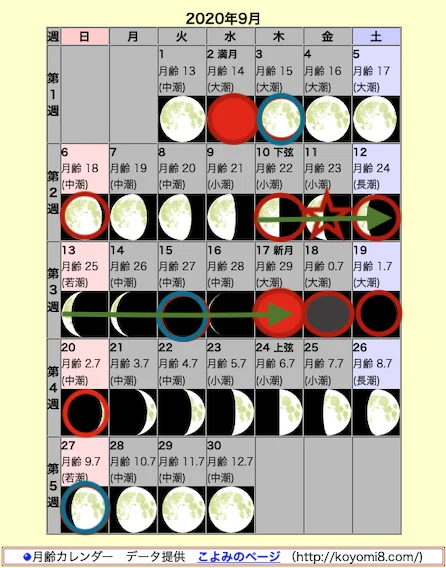 2020年9月
週 日 月 火 水 木 金 土
第1週
1 2 満月 3 4 5
月齢 13 月齢 14 月齢 15 月齢 16 月齢 17
(中潮) (大潮) (大潮) (大潮) (大潮)
第2週
6 7 8 9 10 下弦 11 12
月齢 18 月齢 19 月齢 20 月齢 21 月齢 22 月齢 23 月齢 24
(中潮) (中潮) (中潮) (小潮) (小潮) (小潮) (長潮)
第3週
13 14 15 16 17 新月 18 19
月齢 25 月齢 26 月齢 27 月齢 28 月齢 29 月齢 0.7 月齢 1.7
(若潮) (中潮) (中潮) (中潮) (大潮) (大潮) (大潮)
第4週
20 21 22 23 24 上弦 25 26
月齢 2.7 月齢 3.7 月齢 4.7 月齢 5.7 月齢 6.7 月齢 7.7 月齢 8.7
(中潮) (中潮) (中潮) (小潮) (小潮) (小潮) (長潮)
第5週
27 28 29 30
月齢 9.7 月齢 10.7 月齢 11.7 月齢 12.7
(若潮) (中潮) (中潮) (中潮)
月齢カレンダー データ提供 こよみのページ (http://koyomi8.com/)